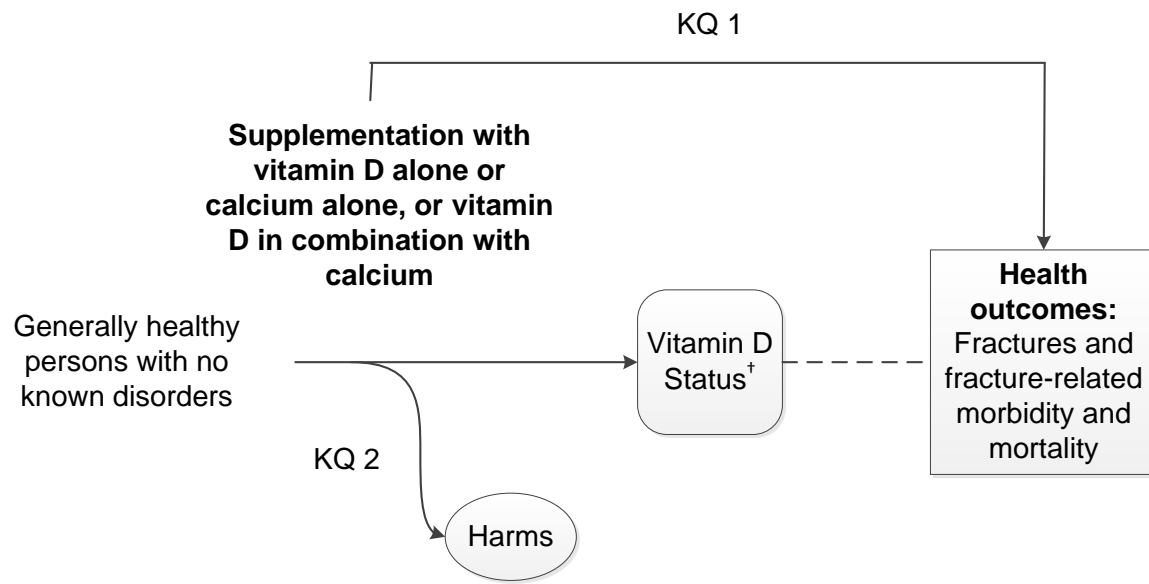 KQ 1
Supplementation with
vitamin D alone or
calcium alone, or vitamin
D in combination with
calcium
Generally healthy
persons with no
known disorders
Vitamin D
Status†
Health
outcomes:
Fractures and
fracture-related
morbidity and
mortality
KQ 2
Harms